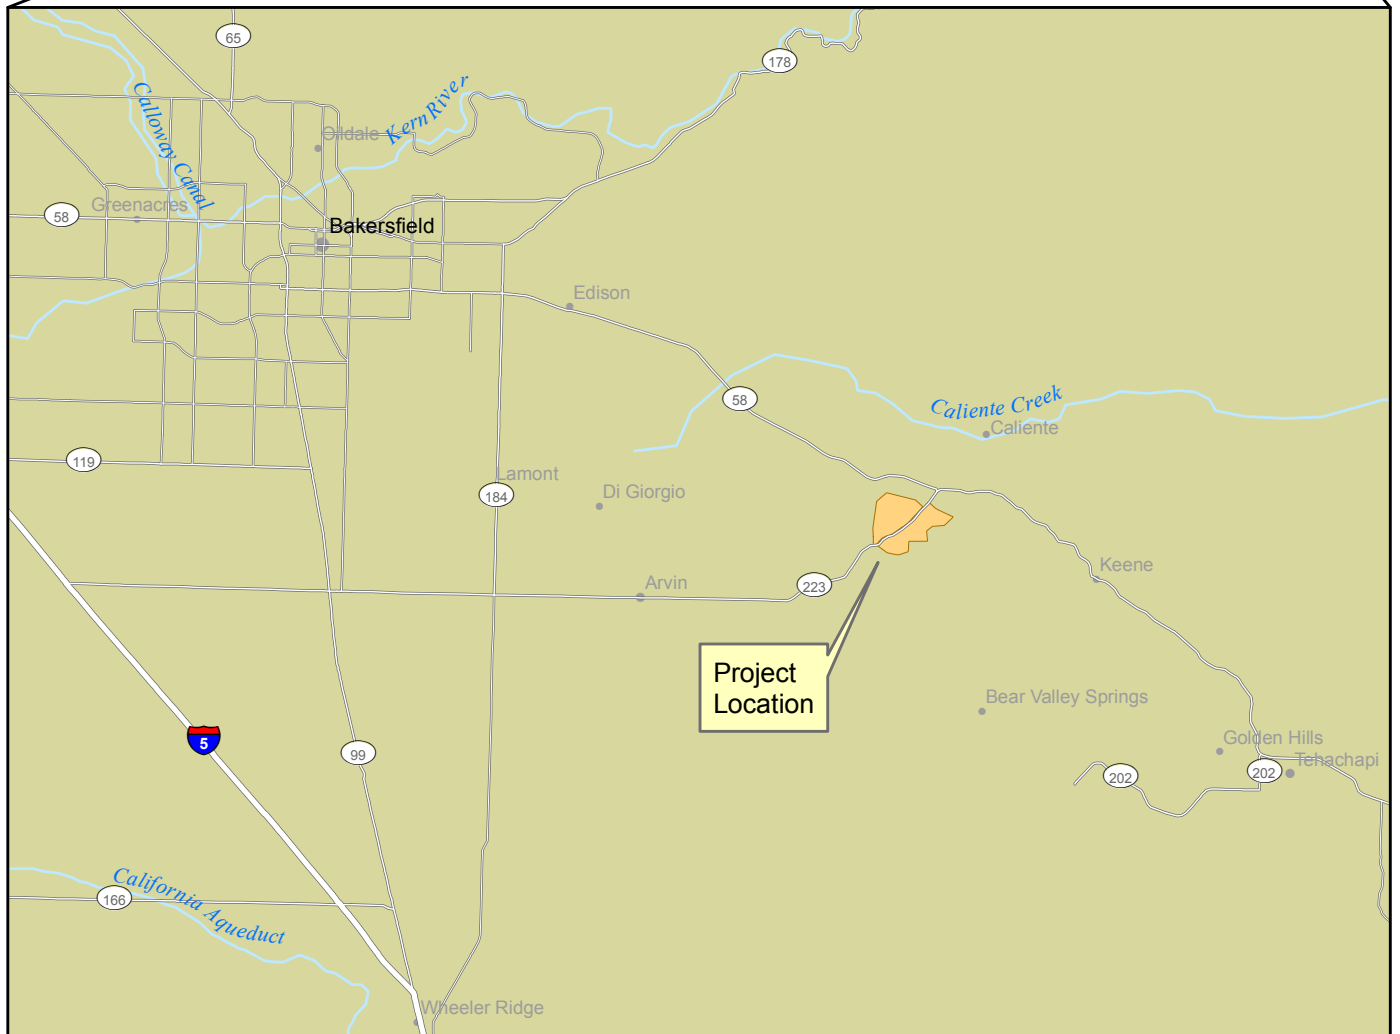 65
178
Calloway Canal
KernRiver
Oildale
Greenacres
58
Bakersfield
Edison
58
Caliente Creek
Caliente
119
Lamont
184
Di Giorgio
Keene
223
Arvin
Project
Location
Bear Valley Springs
5
99
Golden Hills
Tehachapi
202
202
California Aqueduct
166
Wheeler Ridge